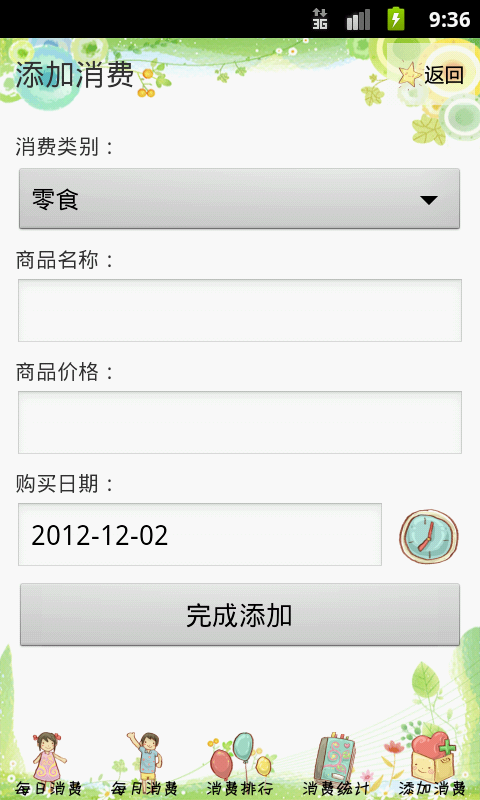 3G 9:36
添加消费 返回
消费类别：
零食
商品名称：
商品价格：
购买日期：
2012-12-02
完成添加
每日消费 每月消费 消费排行 消费统计 添加消费